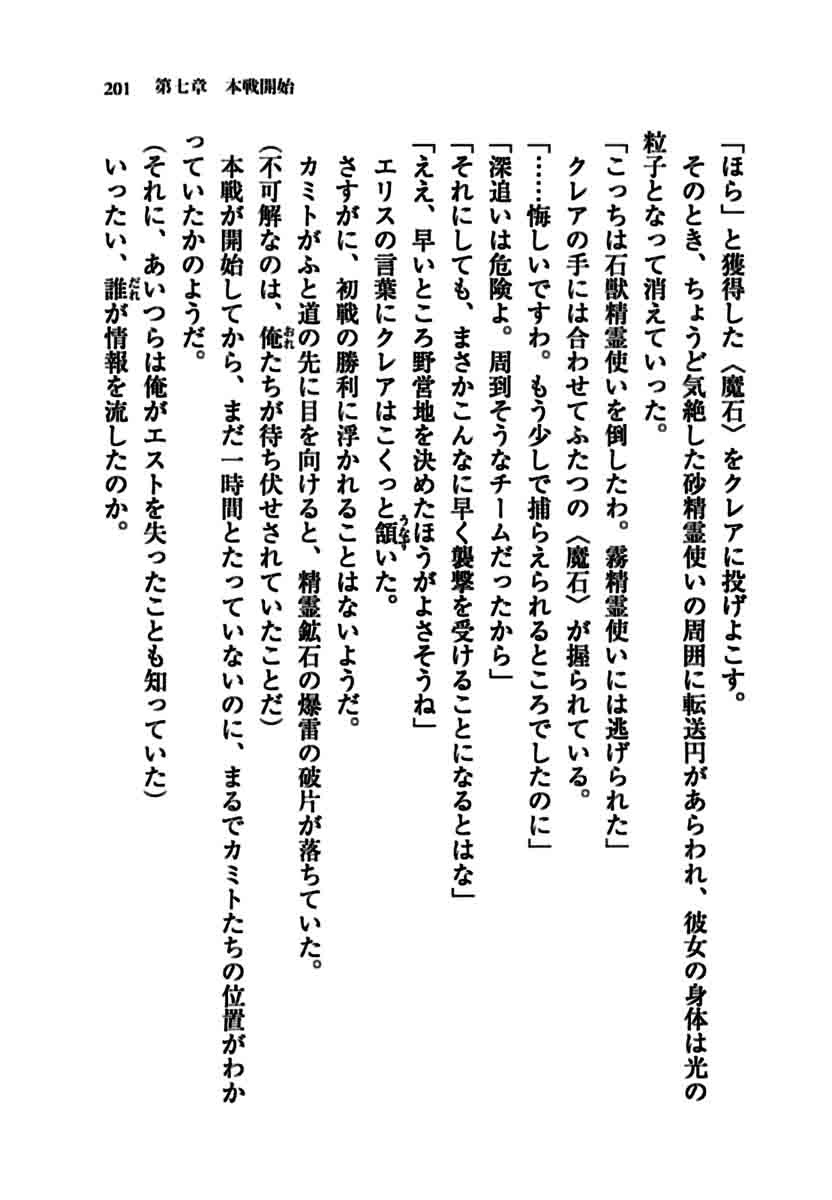 201　第七章　本戦開始
「ほら」と獲得した〈魔石〉をクレアに投げよこす。
そのとき、ちょうど気絶した砂精霊使いの周囲に転送円があらわれ、彼女の身体は光の
粒子となって消えていった。
「こっちは石獣精霊使いを倒したわ。霧精霊使いには逃げられた」
クレアの手には合わせてふたつの〈魔石〉が握られている。
「……悔しいですわ。もう少しで捕らえられるところでしたのに」
「深追いは危険よ。周到そうなチームだったから」
「それにしても、まさかこんなに早く襲撃を受けることになるとはな」
「ええ、早いところ野営地を決めたほうがよさそうね」
エリスの言葉にクレアはこくっと頷いた。
さすがに、初戦の勝利に浮かれることはないようだ。
カミトがふと道の先に目を向けると、精霊鉱石の爆雷の破片が落ちていた。
（不可解なのは、俺たちが待ち伏せされていたことだ）
本戦が開始してから、まだ一時間とたっていないのに、まるでカミトたちの位置がわか
っていたかのようだ。
（それに、あいつらは俺がエストを失ったことも知っていた）
いったい、誰が情報を流したのか。